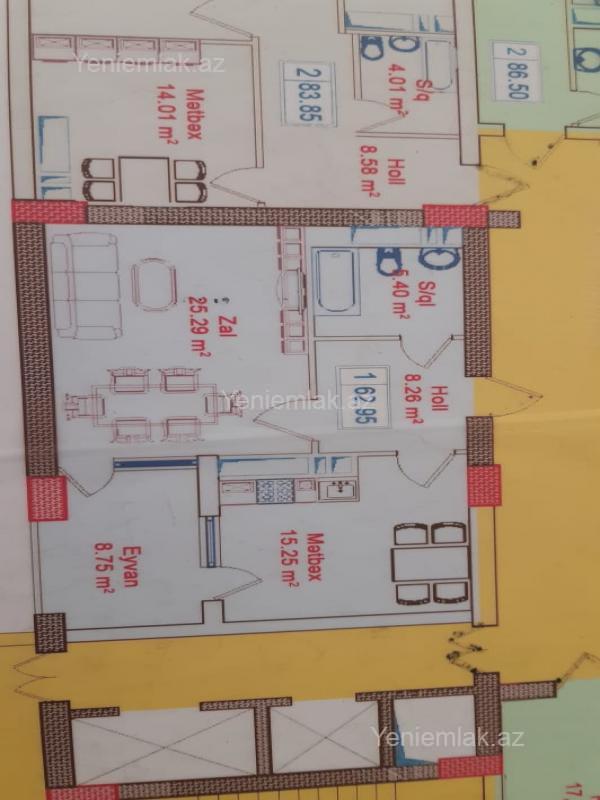 Yeniemlak.az
Mətbəx
14.01 m²
2 83.85
S/q
4.01 m²
2 86.50
Holl
8.58 m²
Zal
25.29 m²
S/ql
5.40 m²
1 62.95
Holl
8.26 m²
Yeniemlak.az
Eyvan
8.75 m²
Mətbəx
15.25 m²
Yeniemlak.az
17